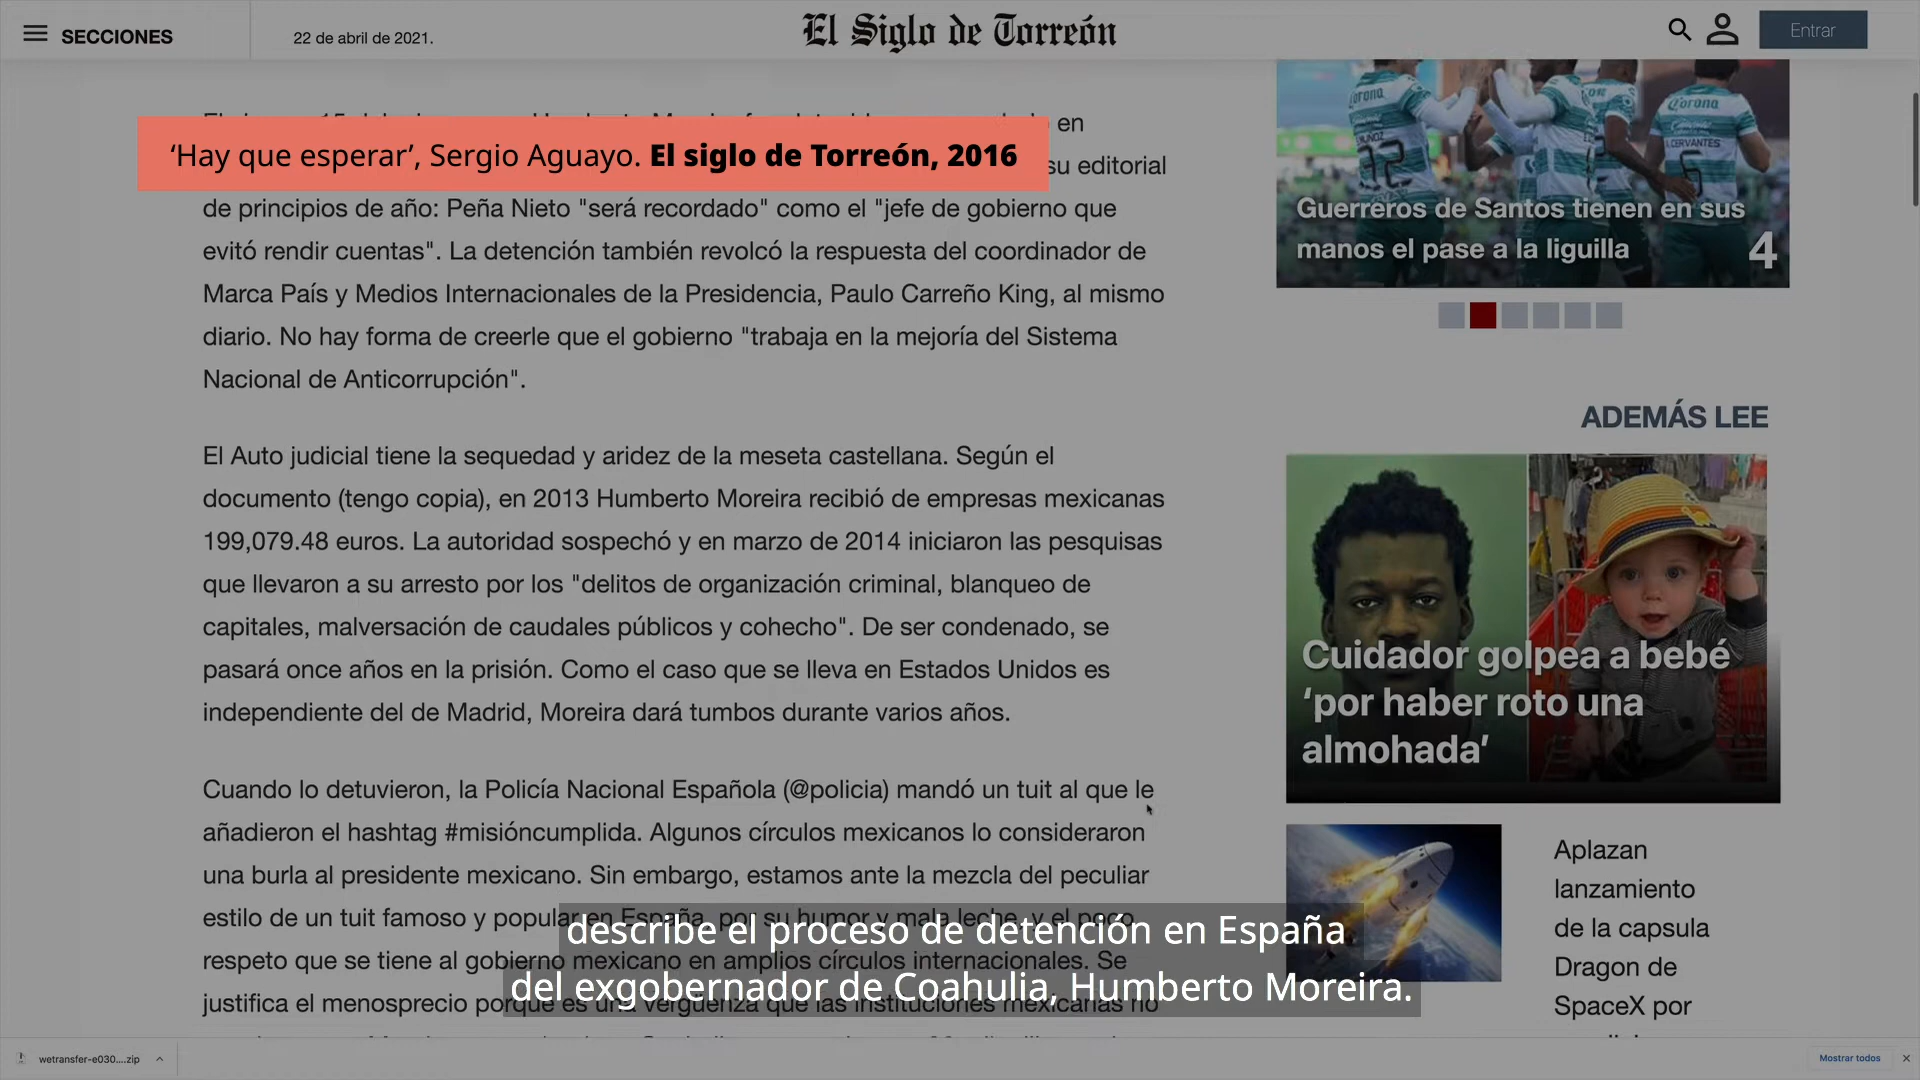 SECCIONES
22 de abril de 2021.
El Siglo de Torreón
Entrar
en
‘Hay que esperar’, Sergio Aguayo. El siglo de Torreón, 2016
su editorial
de principios de año: Peña Nieto "será recordado" como el "jefe de gobierno que
evitó rendir cuentas". La detención también revolcó la respuesta del coordinador de
Marca País y Medios Internacionales de la Presidencia, Paulo Carreño King, al mismo
diario. No hay forma de creerle que el gobierno "trabaja en la mejoría del Sistema
Nacional de Anticorrupción".
El Auto judicial tiene la sequedad y aridez de la meseta castellana. Según el
documento (tengo copia), en 2013 Humberto Moreira recibió de empresas mexicanas
199,079.48 euros. La autoridad sospechó y en marzo de 2014 iniciaron las pesquisas
que llevaron a su arresto por los "delitos de organización criminal, blanqueo de
capitales, malversación de caudales públicos y cohecho". De ser condenado, se
pasará once años en la prisión. Como el caso que se lleva en Estados Unidos es
independiente del de Madrid, Moreira dará tumbos durante varios años.
Cuando lo detuvieron, la Policía Nacional Española (@policia) mandó un tuit al que le
añadieron el hashtag #misióncumplida. Algunos círculos mexicanos lo consideraron
una burla al presidente mexicano. Sin embargo, estamos ante la mezcla del peculiar
estilo de un tuit famoso y popular en España, por su humor y mala leche, y el poco
respeto que se tiene al gobierno mexicano en amplios círculos internacionales. Se
justifica el menosprecio porque es una vergüenza que las instituciones mexicanas no
describe el proceso de detención en España
del exgobernador de Coahulia, Humberto Moreira.
Corona
MUÑOZ
32
Corona
CERVANTES
6
Guerreros de Santos tienen en sus
manos el pase a la liguilla
4
ADEMÁS LEE
Cuidador golpea a bebé
‘por haber roto una
almohada’
Aplazan
lanzamiento
de la capsula
Dragon de
SpaceX por
wetransfer-e030....zip
Mostrar todos